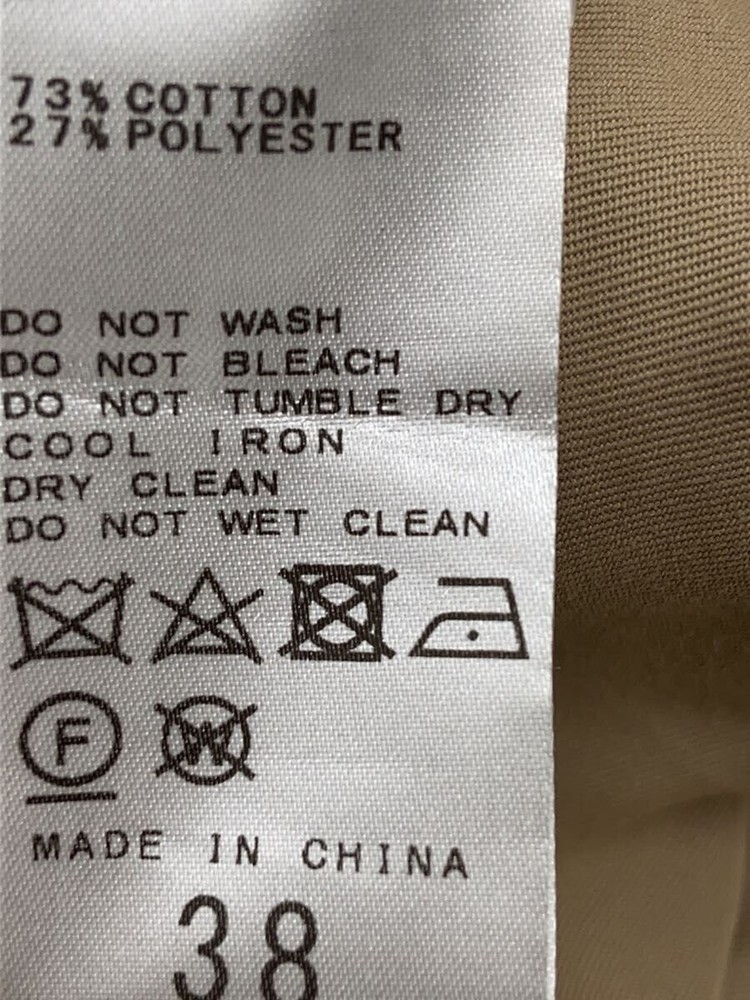 73% COTTON
27% POLYESTER
DO NOT WASH
DO NOT BLEACH
DO NOT TUMBLE DRY
COOL IRON
DRY CLEAN
DO NOT WET CLEAN
F W
MADE IN CHINA
38